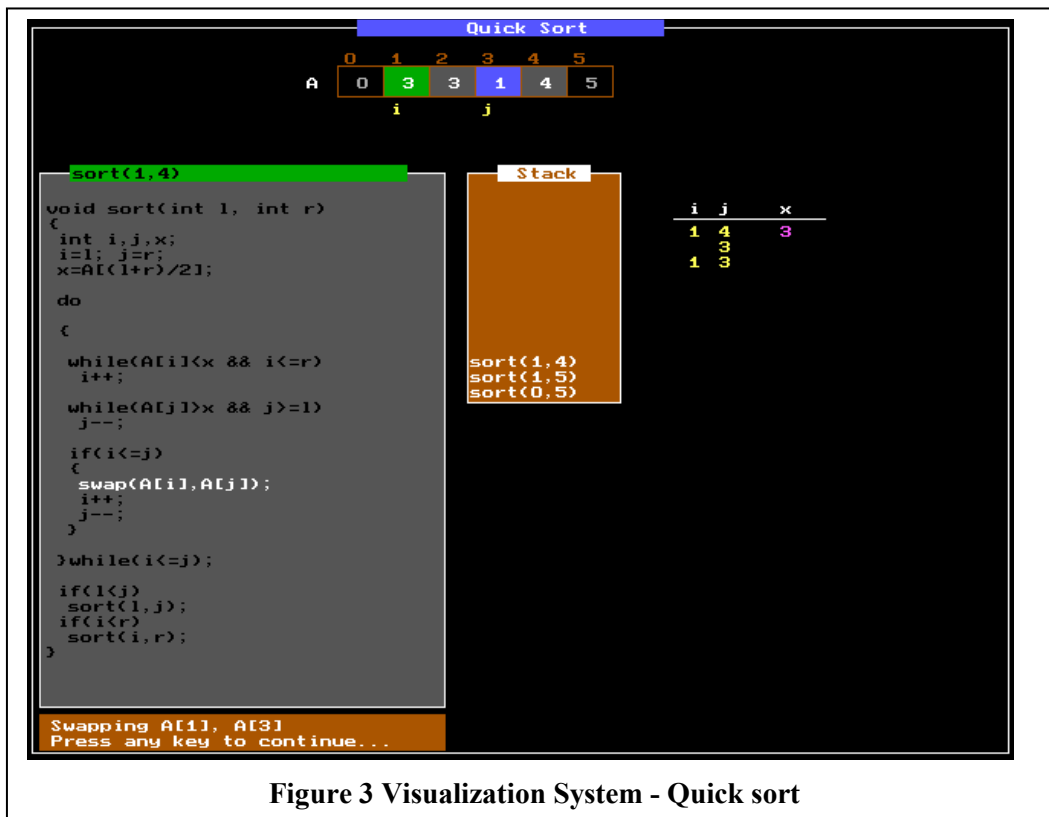 Quick Sort
0 1 2 3 4 5
A 0 3 3 1 4 5
i j
sort(1,4)
void sort(int l, int r)
{
int i,j,x;
i=l; j=r;
x=A[(l+r)/2];
do
{
while(A[i]<x && i<=r)
i++;
while(A[j]>x && j>=l)
j--;
if(i<=j)
{
swap(A[i],A[j]);
i++;
j--;
}
}while(i<=j);
if(l<j)
sort(l,j);
if(i<r)
sort(i,r);
}
Stack
sort(1,4)
sort(1,5)
sort(0,5)
i j x
1 4 3
3
1 3
Swapping A[1], A[3]
Press any key to continue...
Figure 3 Visualization System - Quick sort